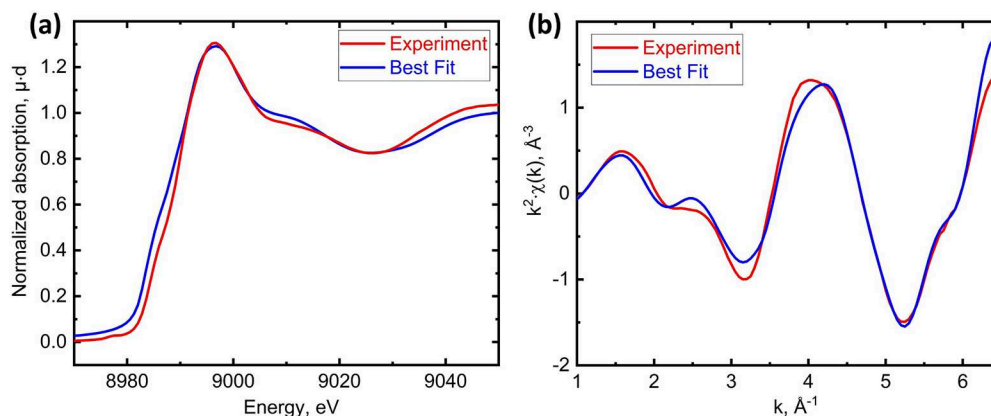 (a)
Normalized absorption, μ·d
1.2
1.0
0.8
0.6
0.4
0.2
0.0
Experiment
Best Fit
8980 9000 9020 9040
Energy, eV
(b)
k²·χ(k), Å⁻³
1
0
-1
-2
Experiment
Best Fit
1 2 3 4 5 6
k, Å⁻¹